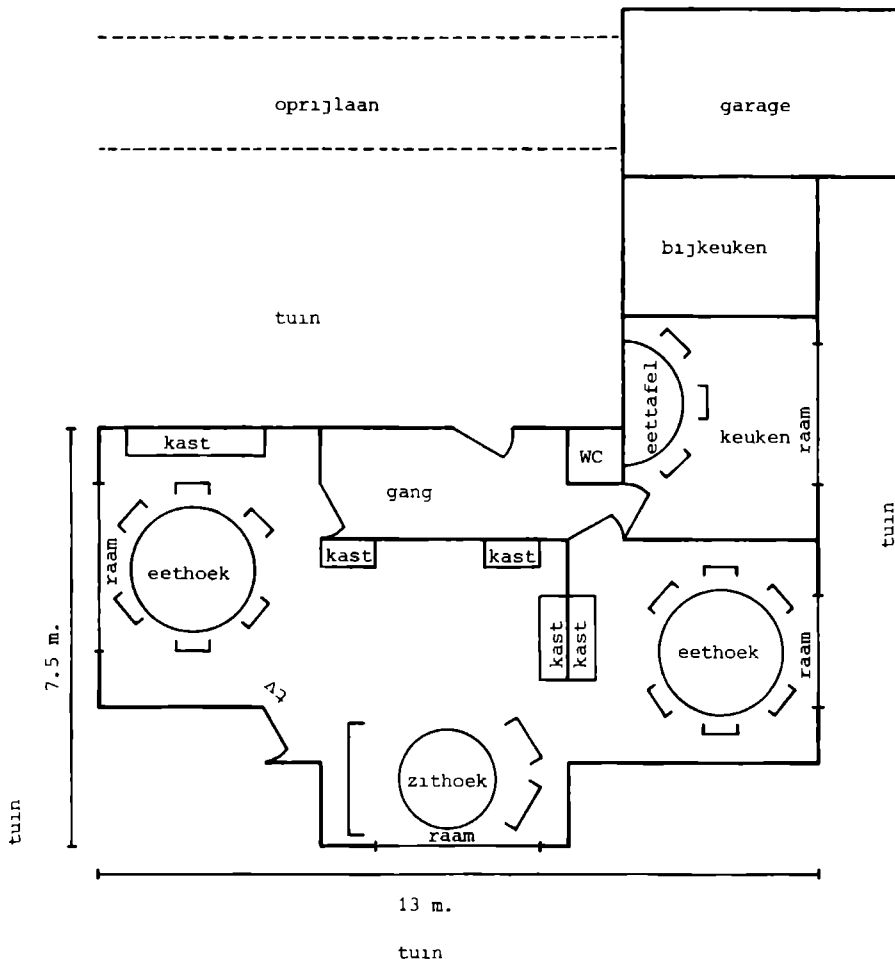 oprijlaan
garage
bijkeuken
tuin
eettafel
keuken
raam
kast
WC
gang
tuin
kast
kast
raam
eethoek
kast
kast
eethoek
raam
7.5 m.
tv
zithoek
raam
tuin
13 m.
tuin